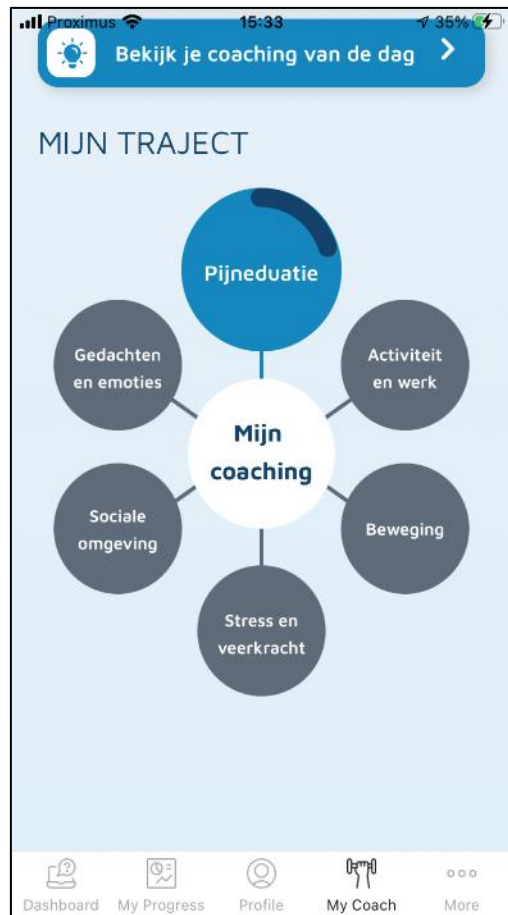 Proximus 15:33 35%
Bekijk je coaching van de dag
MIJN TRAJECT
Pijneduatie
Gedachten
en emoties
Activiteit
en werk
Mijn
coaching
Sociale
omgeving
Beweging
Stress en
veerkracht
Dashboard My Progress Profile My Coach More